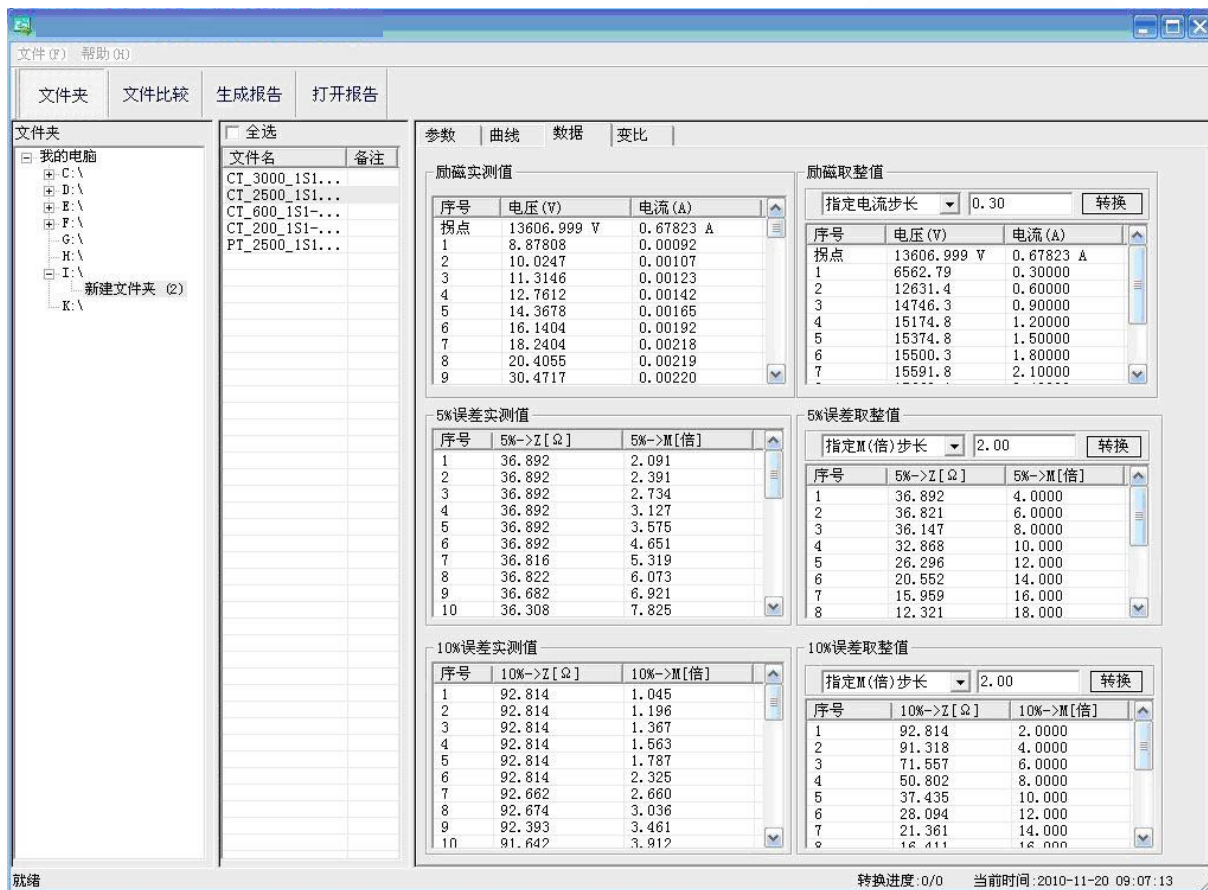 文件(F) 帮助(H)
文件夹 文件比较 生成报告 打开报告
文件夹
我的电脑
C:\
D:\
E:\
F:\
G:\
H:\
I:\
新建文件夹 (2)
K:\
全选
文件名 备注
CT_3000_1S1...
CT_2500_1S1...
CT_600_1S1-...
CT_200_1S1-...
PT_2500_1S1...
参数 曲线 数据 变比
励磁实测值
序号 电压(V) 电流(A)
拐点 13606.999 V 0.67823 A
1 8.87808 0.00092
2 10.0247 0.00107
3 11.3146 0.00123
4 12.7612 0.00142
5 14.3678 0.00165
6 16.1404 0.00192
7 18.2404 0.00218
8 20.4055 0.00219
9 30.4717 0.00220
励磁取整值
指定电流步长 0.30 转换
序号 电压(V) 电流(A)
拐点 13606.999 V 0.67823 A
1 6562.79 0.30000
2 12631.4 0.60000
3 14746.3 0.90000
4 15174.8 1.20000
5 15374.8 1.50000
6 15500.3 1.80000
7 15591.8 2.10000
5%误差实测值
序号 5%->Z[Ω] 5%->M[倍]
1 36.892 2.091
2 36.892 2.391
3 36.892 2.734
4 36.892 3.127
5 36.892 3.575
6 36.892 4.651
7 36.816 5.319
8 36.822 6.073
9 36.682 6.921
10 36.308 7.825
5%误差取整值
指定M(倍)步长 2.00 转换
序号 5%->Z[Ω] 5%->M[倍]
1 36.892 4.0000
2 36.821 6.0000
3 36.147 8.0000
4 32.868 10.000
5 26.296 12.000
6 20.552 14.000
7 15.959 16.000
8 12.321 18.000
10%误差实测值
序号 10%->Z[Ω] 10%->M[倍]
1 92.814 1.045
2 92.814 1.196
3 92.814 1.367
4 92.814 1.563
5 92.814 1.787
6 92.814 2.325
7 92.662 2.660
8 92.674 3.036
9 92.393 3.461
10 91.642 3.912
10%误差取整值
指定M(倍)步长 2.00 转换
序号 10%->Z[Ω] 10%->M[倍]
1 92.814 2.0000
2 91.318 4.0000
3 71.557 6.0000
4 50.802 8.0000
5 37.435 10.000
6 28.094 12.000
7 21.361 14.000
8 16.411 16.000
就绪 转换进度:0/0 当前时间:2010-11-20 09:07:13